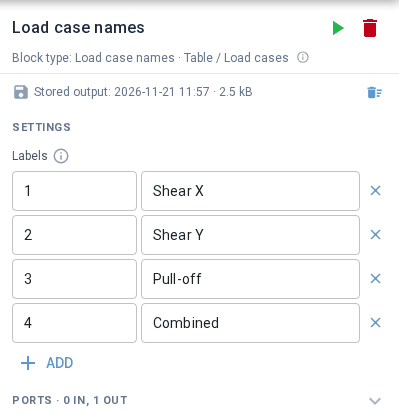 Load case names
Block type: Load case names · Table / Load cases
Stored output: 2026-11-21 11:57 · 2.5 kB
SETTINGS
Labels
1 Shear X
2 Shear Y
3 Pull-off
4 Combined
ADD
PORTS · 0 IN, 1 OUT